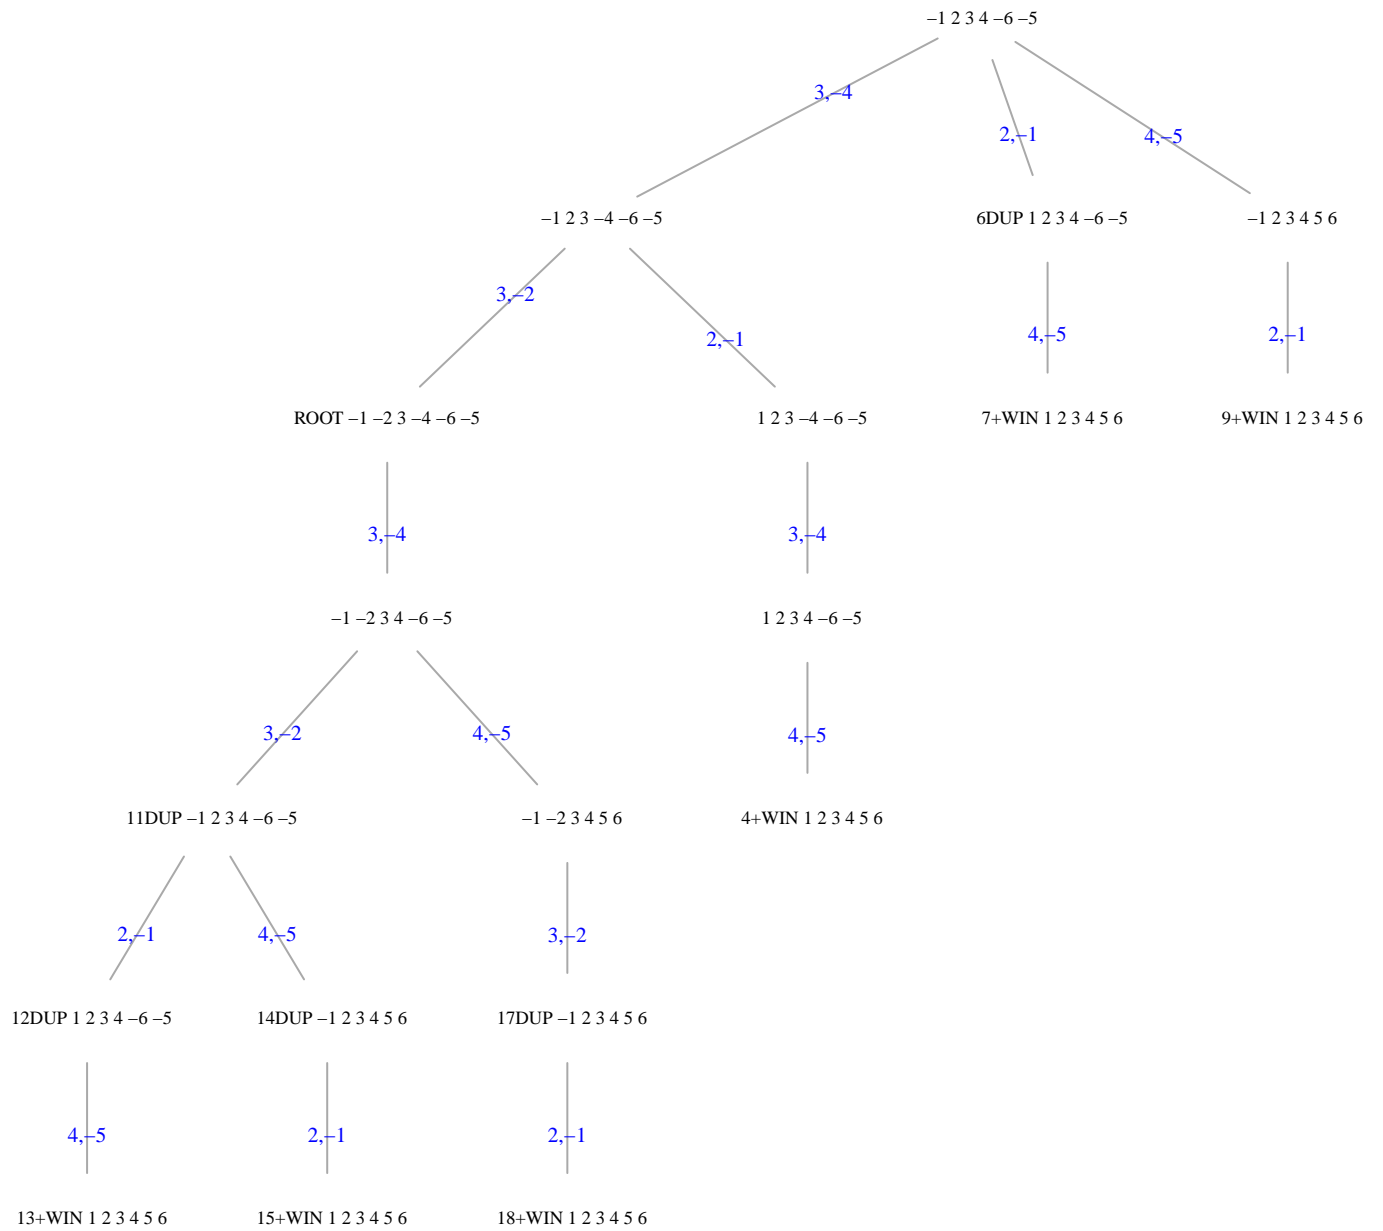 –1 2 3 4 –6 –5
3,–4
2,–1
4,–5
–1 2 3 –4 –6 –5
6DUP 1 2 3 4 –6 –5
–1 2 3 4 5 6
3,–2
2,–1
4,–5
2,–1
ROOT –1 –2 3 –4 –6 –5
1 2 3 –4 –6 –5
7+WIN 1 2 3 4 5 6
9+WIN 1 2 3 4 5 6
3,–4
3,–4
–1 –2 3 4 –6 –5
1 2 3 4 –6 –5
3,–2
4,–5
4,–5
11DUP –1 2 3 4 –6 –5
–1 –2 3 4 5 6
4+WIN 1 2 3 4 5 6
2,–1
4,–5
3,–2
12DUP 1 2 3 4 –6 –5
14DUP –1 2 3 4 5 6
17DUP –1 2 3 4 5 6
4,–5
2,–1
2,–1
13+WIN 1 2 3 4 5 6
15+WIN 1 2 3 4 5 6
18+WIN 1 2 3 4 5 6